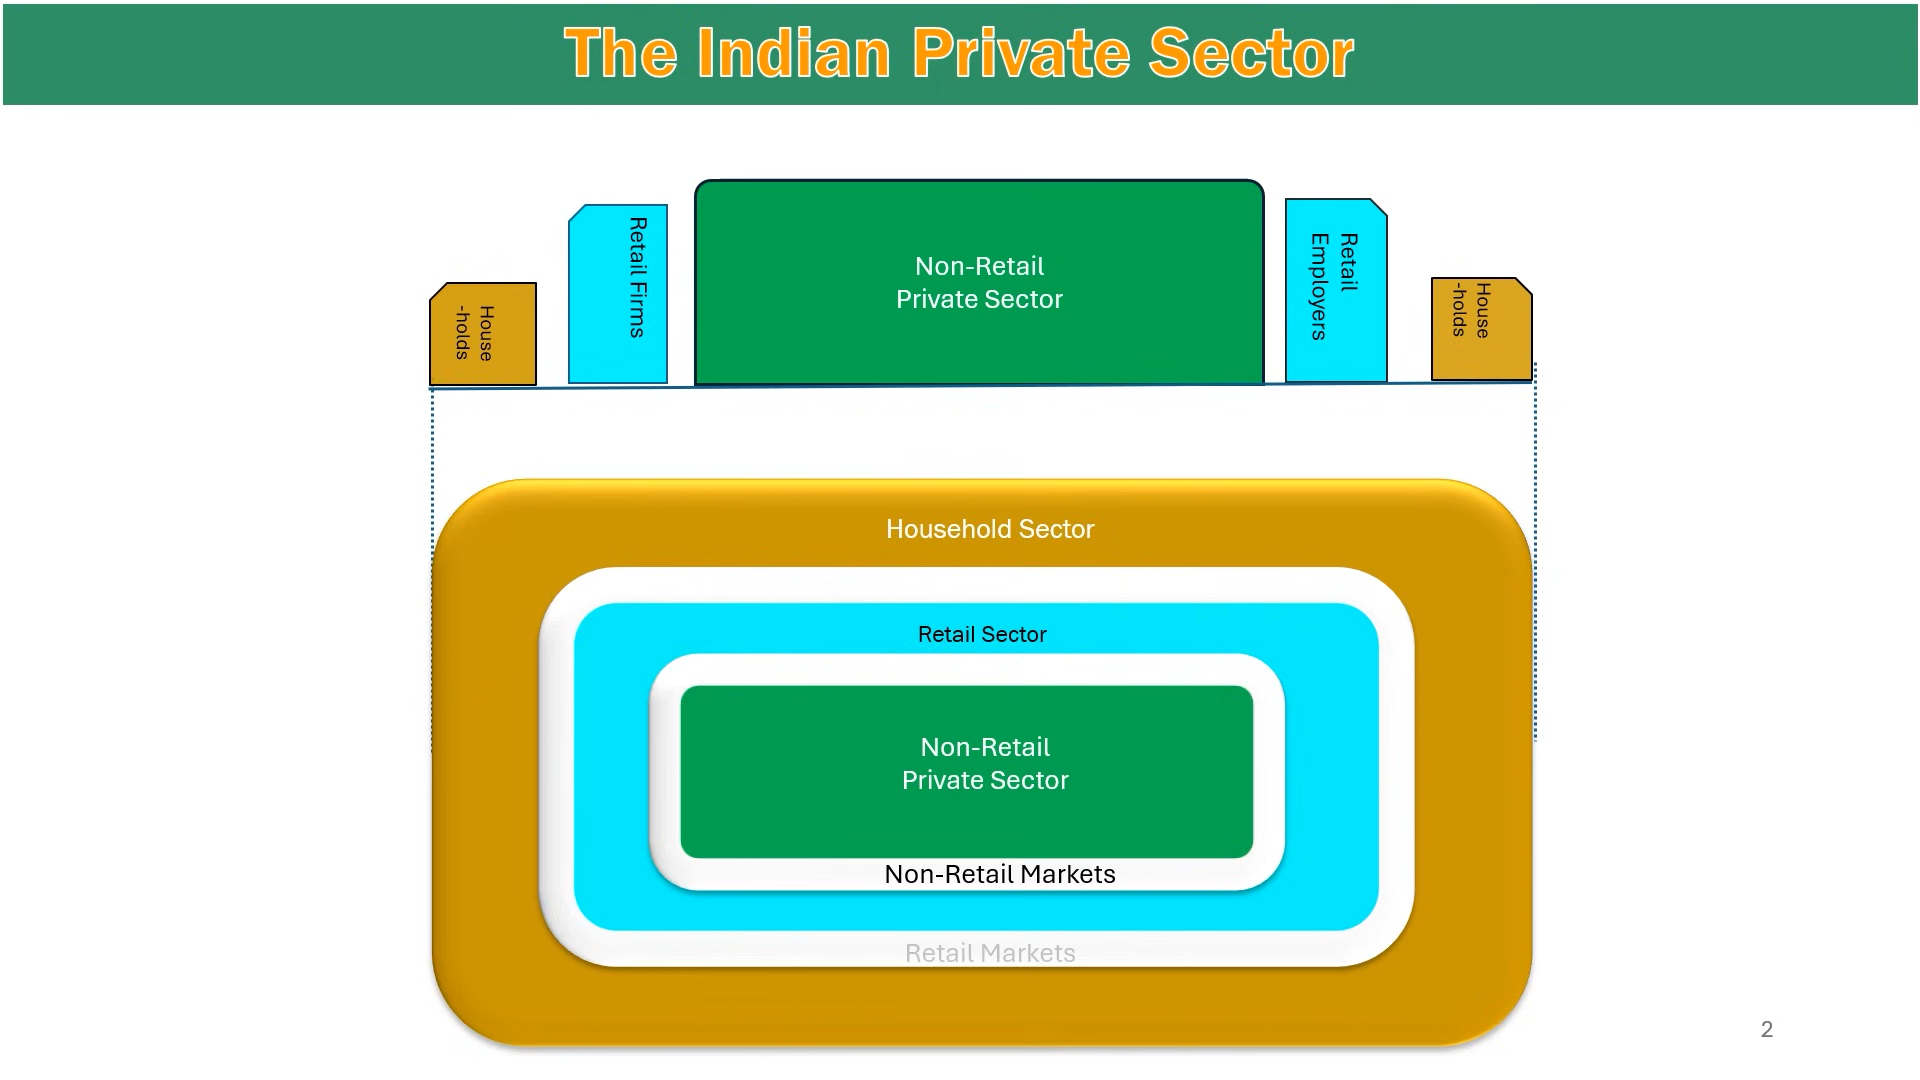 The Indian Private Sector
House
-holds
Retail Firms
Non-Retail
Private Sector
Retail
Employers
House
-holds
Household Sector
Retail Sector
Non-Retail
Private Sector
Non-Retail Markets
Retail Markets
2